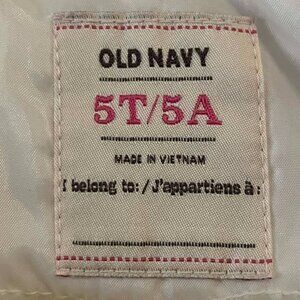 OLD NAVY
5T/5A
MADE IN VIETNAM
I belong to: / J'appartiens à :